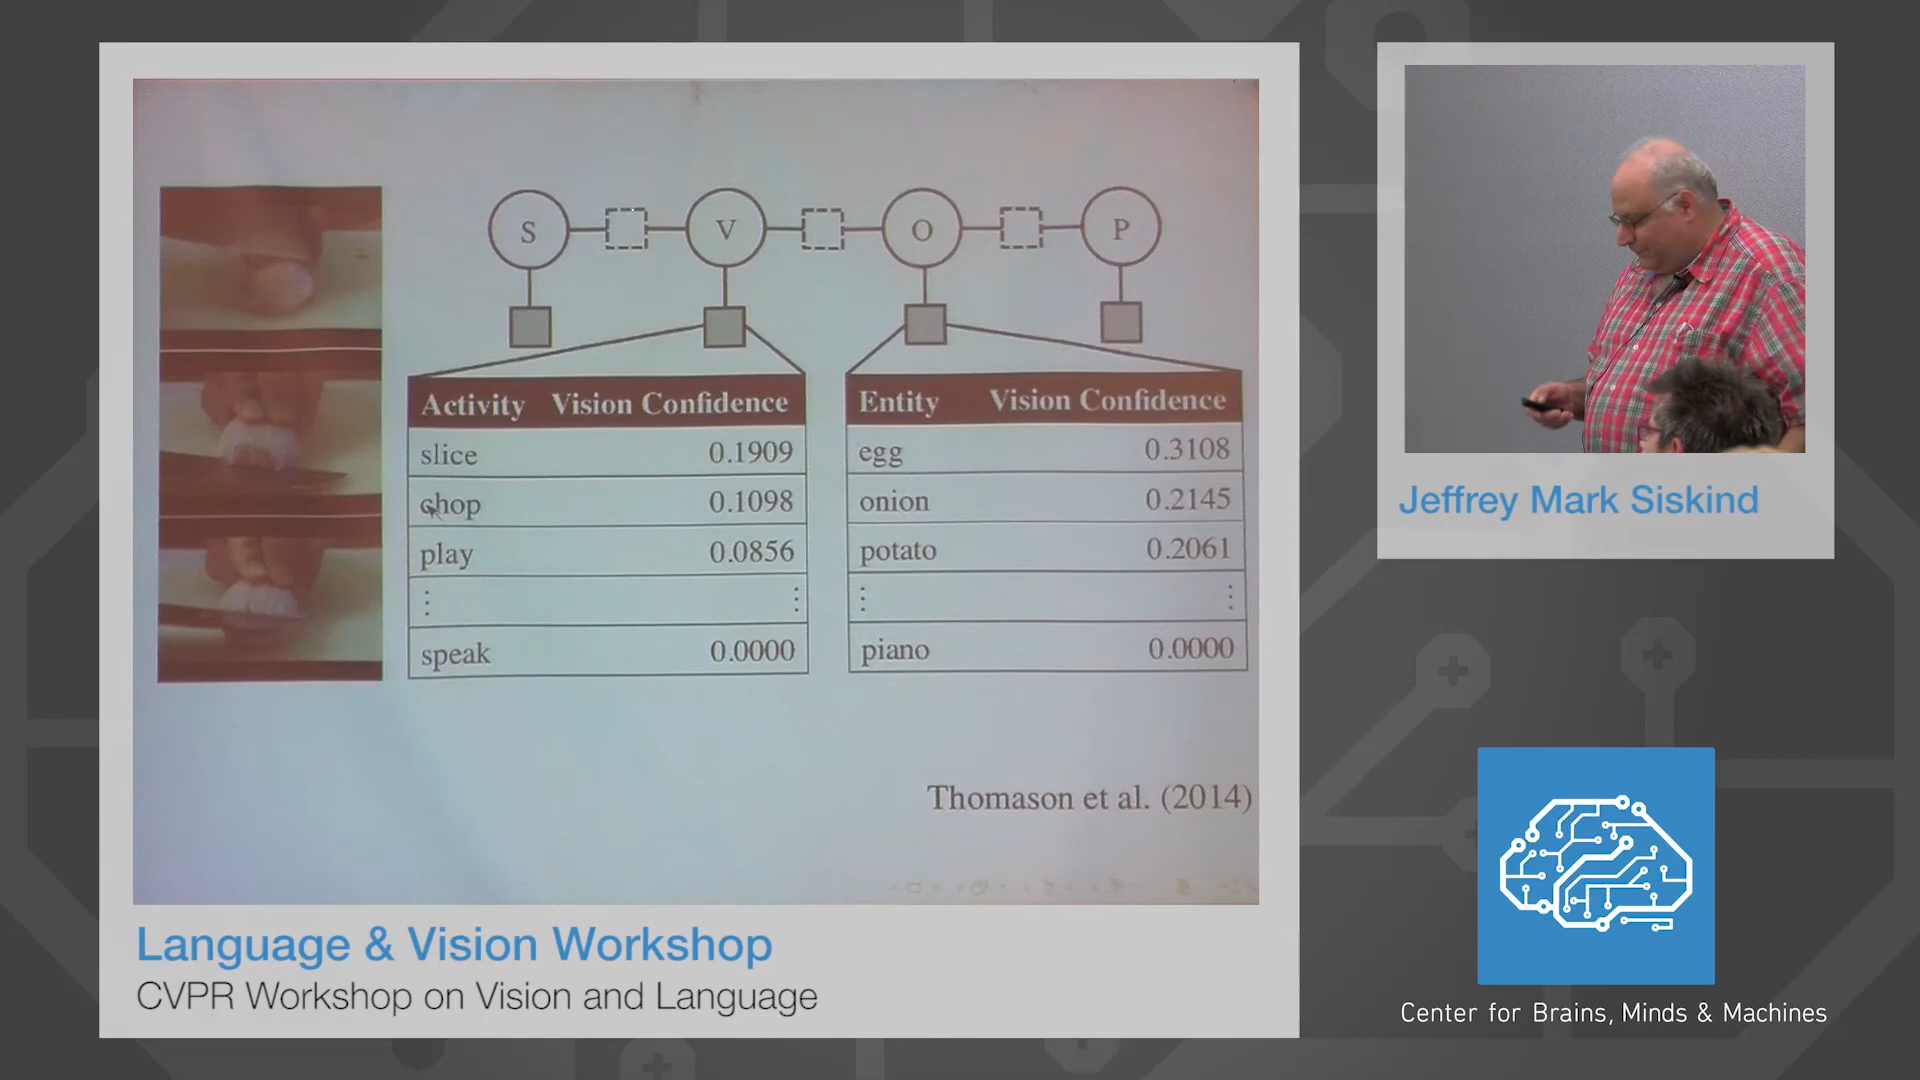 S V O P
Activity Vision Confidence
slice 0.1909
chop 0.1098
play 0.0856
⋮ ⋮
speak 0.0000
Entity Vision Confidence
egg 0.3108
onion 0.2145
potato 0.2061
⋮ ⋮
piano 0.0000
Thomason et al. (2014)
Language & Vision Workshop
CVPR Workshop on Vision and Language
Jeffrey Mark Siskind
Center for Brains, Minds & Machines